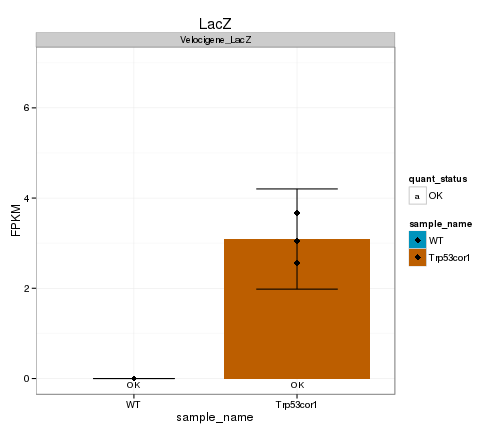 LacZ
Velocigene_LacZ
FPKM
6
4
2
0
OK
OK
WT
Trp53cor1
sample_name
quant_status
a OK
sample_name
WT
Trp53cor1